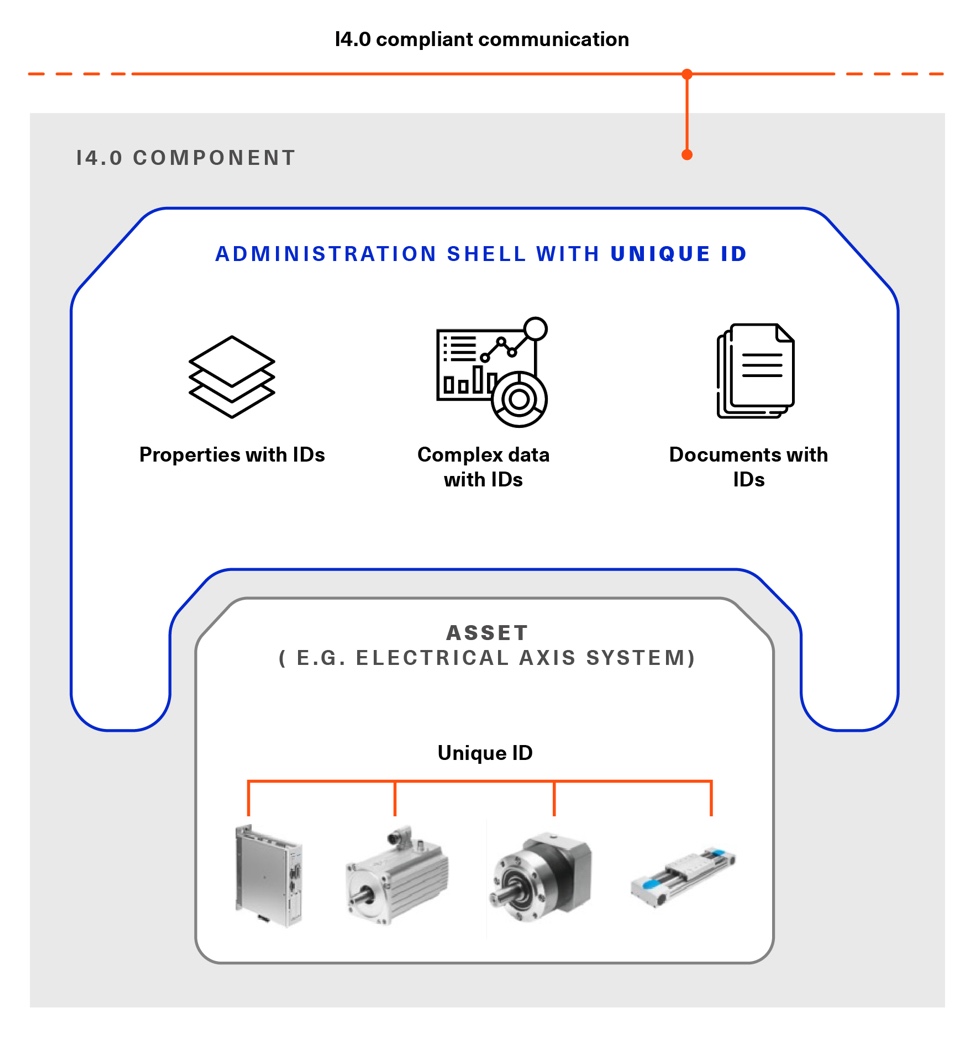 I4.0 compliant communication
I4.0 COMPONENT
ADMINISTRATION SHELL WITH UNIQUE ID
Properties with IDs
Complex data
with IDs
Documents with
IDs
ASSET
( E.G. ELECTRICAL AXIS SYSTEM)
Unique ID